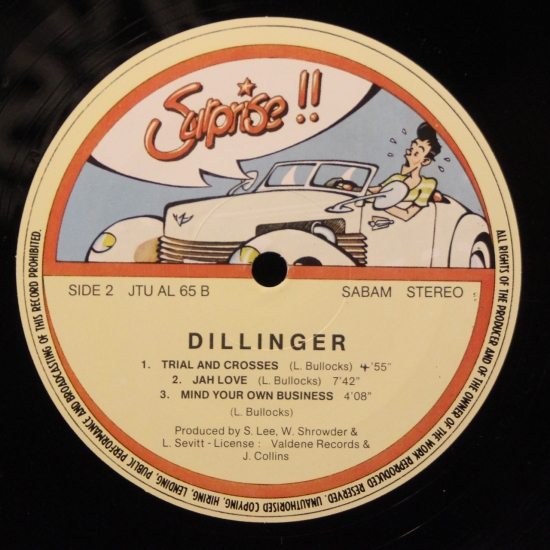 Surprise!!
SIDE 2 JTU AL 65 B
SABAM STEREO
DILLINGER
1. TRIAL AND CROSSES (L. Bullocks) 4'55"
2. JAH LOVE (L. Bullocks) 7'42"
3. MIND YOUR OWN BUSINESS 4'08"
(L. Bullocks)
Produced by S. Lee, W. Shrowder &
L. Sevitt - License : Valdene Records &
J. Collins
ALL RIGHTS OF THE PRODUCER AND OF THE OWNER OF THE WORK REPRODUCED RESERVED. UNAUTHORISED COPYING, HIRING, LENDING, PUBLIC PERFORMANCE AND BROADCASTING OF THIS RECORD PROHIBITED.